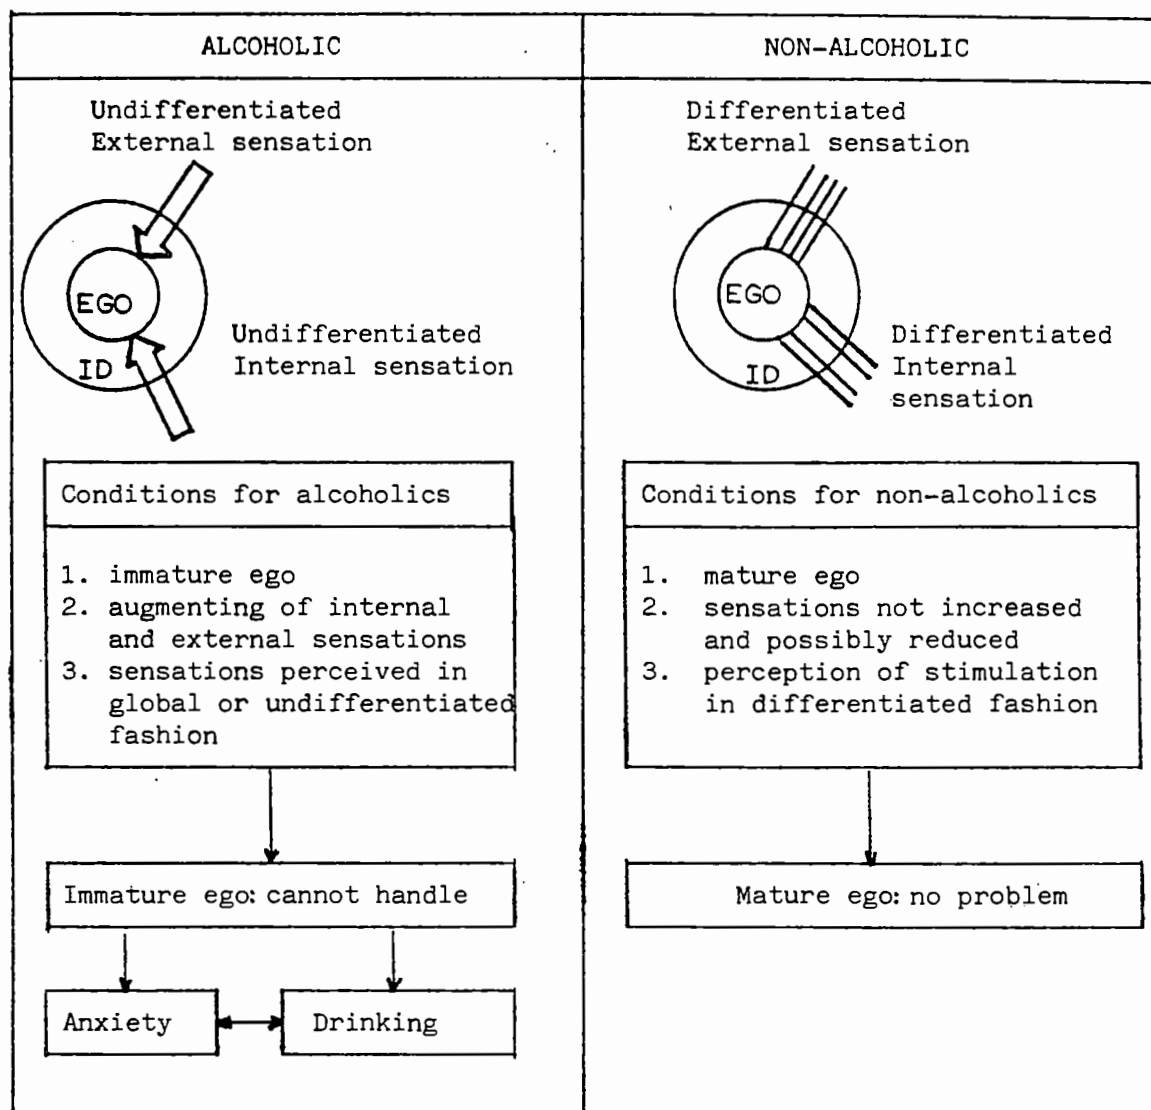 ALCOHOLIC
Undifferentiated
External sensation
EGO
ID
Undifferentiated
Internal sensation
Conditions for alcoholics
1. immature ego
2. augmenting of internal
and external sensations
3. sensations perceived in
global or undifferentiated
fashion
Immature ego: cannot handle
Anxiety
Drinking
NON-ALCOHOLIC
Differentiated
External sensation
EGO
ID
Differentiated
Internal
sensation
Conditions for non-alcoholics
1. mature ego
2. sensations not increased
and possibly reduced
3. perception of stimulation
in differentiated fashion
Mature ego: no problem